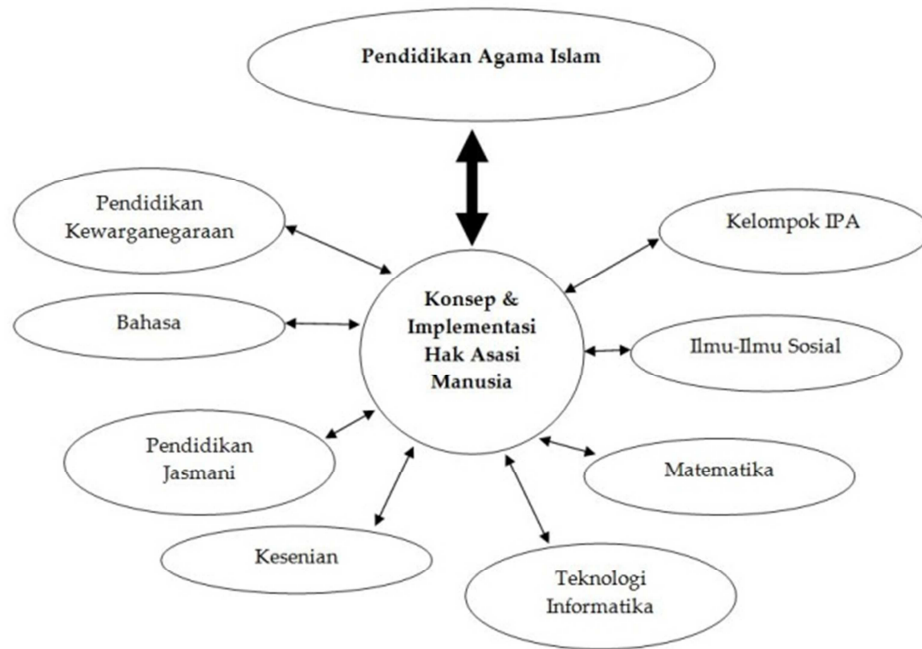 Pendidikan Agama Islam
Pendidikan
Kewarganegaraan
Kelompok IPA
Konsep &
Implementasi
Hak Asasi
Manusia
Bahasa
Ilmu-Ilmu Sosial
Pendidikan
Jasmani
Matematika
Kesenian
Teknologi
Informatika